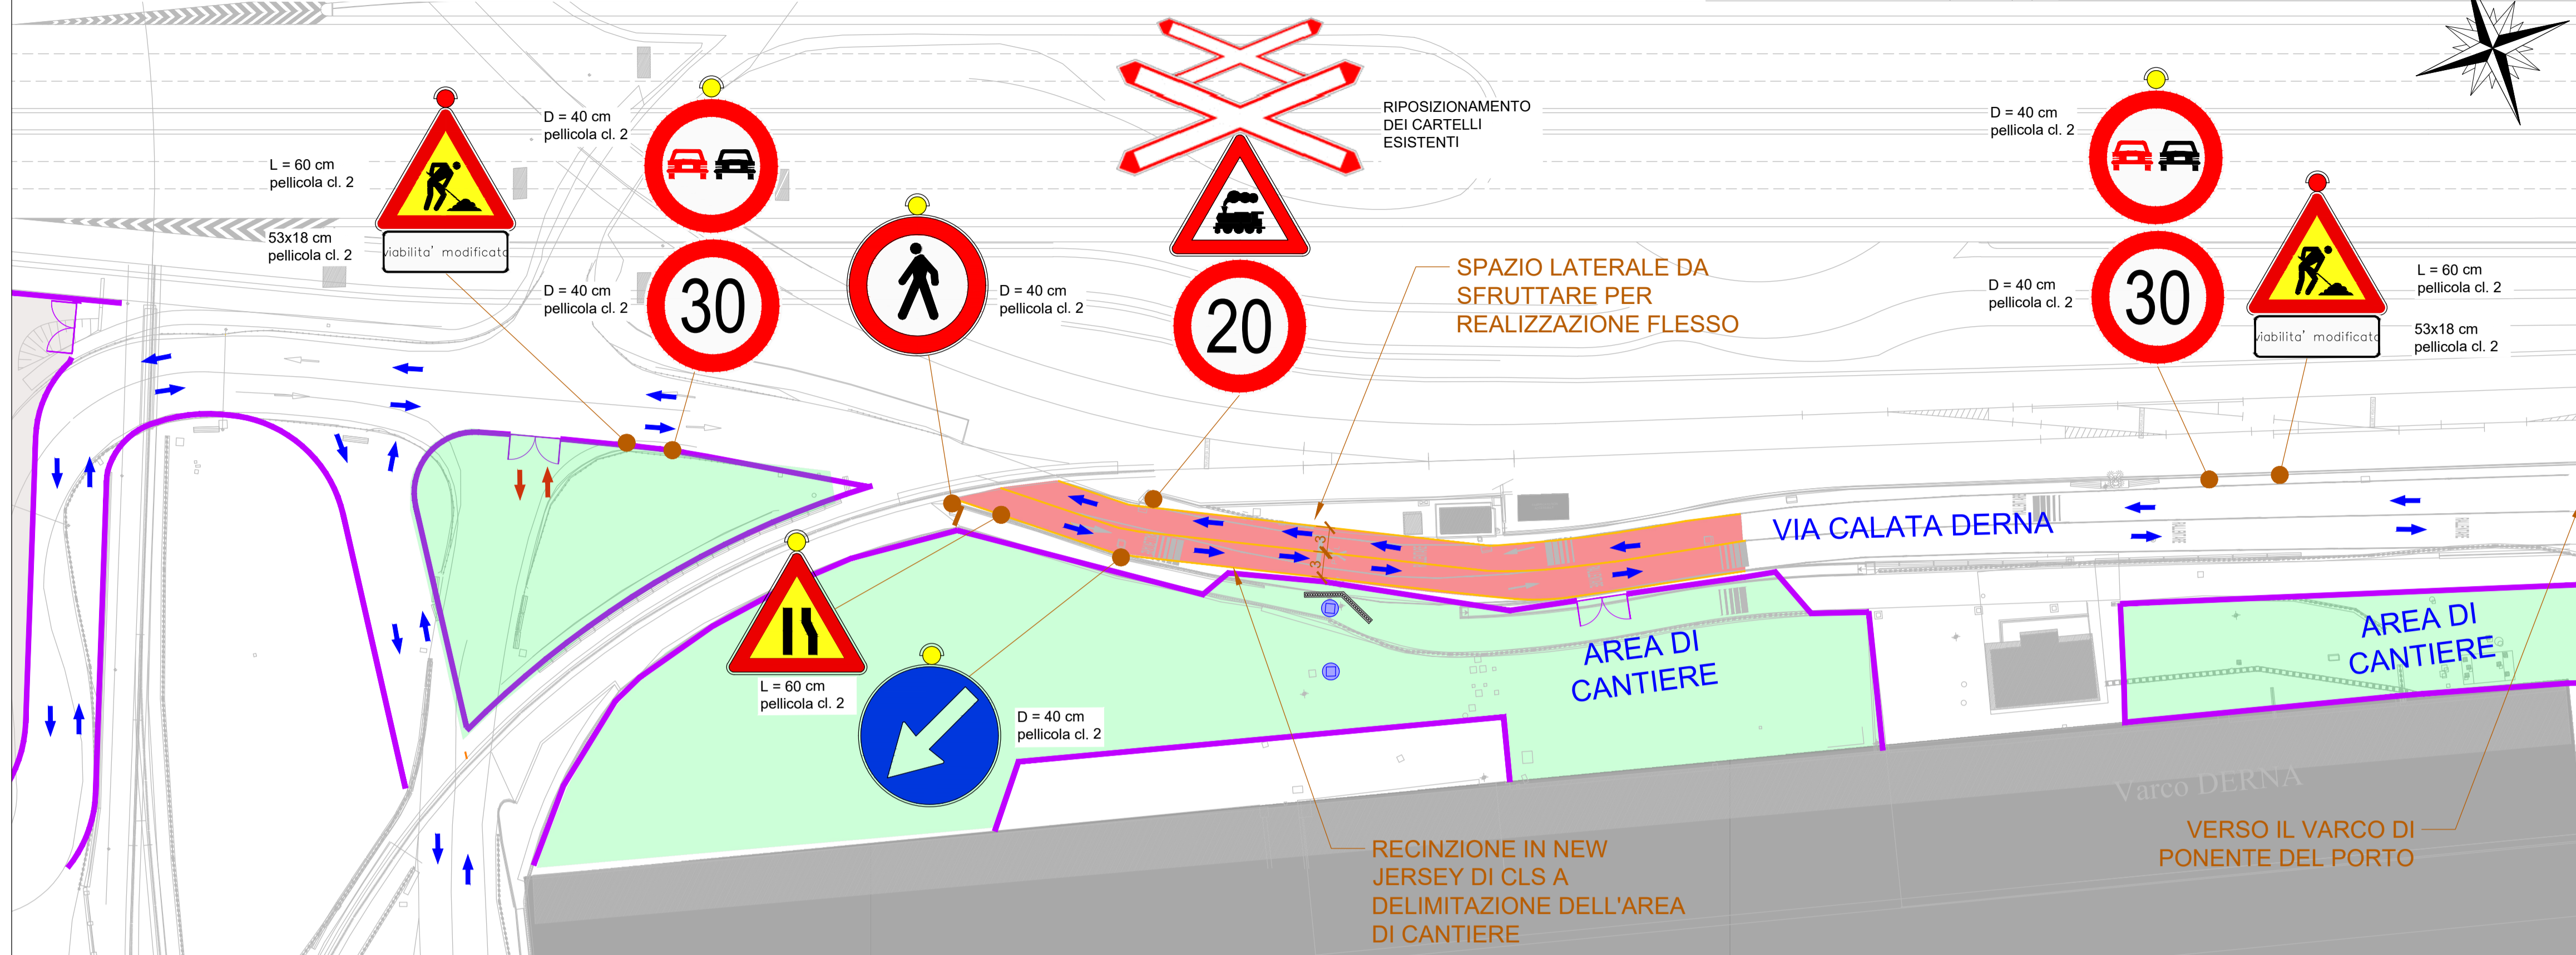 L = 60 cm
pellicola cl. 2
53x18 cm
pellicola cl. 2
viabilita' modificata
D = 40 cm
pellicola cl. 2
D = 40 cm
pellicola cl. 2
30
D = 40 cm
pellicola cl. 2
RIPOSIZIONAMENTO
DEI CARTELLI
ESISTENTI
20
SPAZIO LATERALE DA
SFRUTTARE PER
REALIZZAZIONE FLESSO
D = 40 cm
pellicola cl. 2
D = 40 cm
pellicola cl. 2
30
L = 60 cm
pellicola cl. 2
53x18 cm
pellicola cl. 2
viabilita' modificata
3
3
VIA CALATA DERNA
AREA DI
CANTIERE
AREA DI
CANTIERE
L = 60 cm
pellicola cl. 2
D = 40 cm
pellicola cl. 2
Varco DERNA
RECINZIONE IN NEW
JERSEY DI CLS A
DELIMITAZIONE DELL'AREA
DI CANTIERE
VERSO IL VARCO DI
PONENTE DEL PORTO